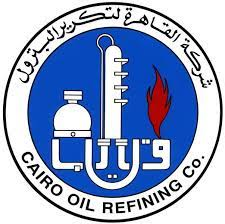 شركة القاهرة لتكرير البترول
CAIRO OIL REFINING Co.